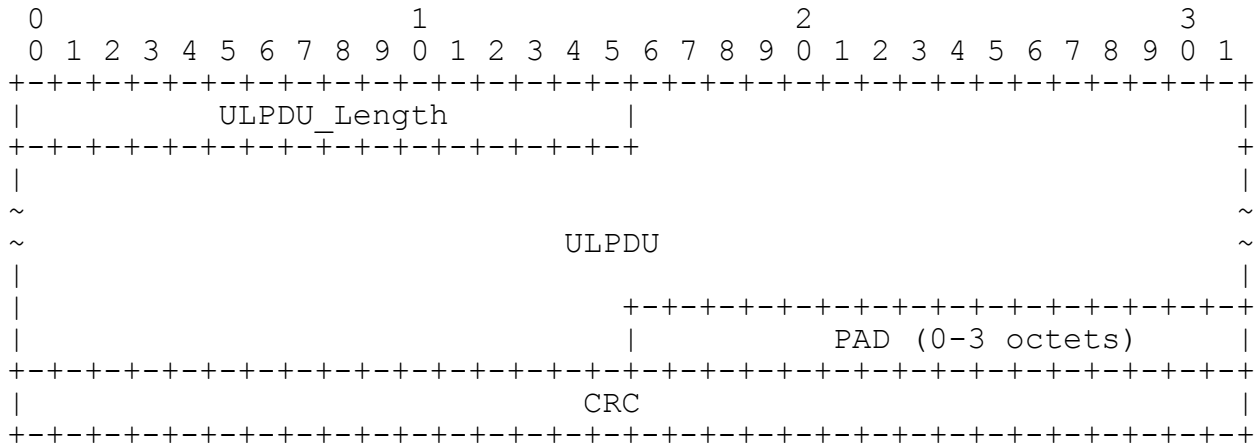 0                   1                   2                   3
 0 1 2 3 4 5 6 7 8 9 0 1 2 3 4 5 6 7 8 9 0 1 2 3 4 5 6 7 8 9 0 1
+-+-+-+-+-+-+-+-+-+-+-+-+-+-+-+-+-+-+-+-+-+-+-+-+-+-+-+-+-+-+-+-+
|          ULPDU_Length         |                               |
+-+-+-+-+-+-+-+-+-+-+-+-+-+-+-+-+                               +
|                                                               |
~                                                               ~
~                            ULPDU                              ~
|                                                               |
|                               +-+-+-+-+-+-+-+-+-+-+-+-+-+-+-+-+
|                               |          PAD (0-3 octets)     |
+-+-+-+-+-+-+-+-+-+-+-+-+-+-+-+-+-+-+-+-+-+-+-+-+-+-+-+-+-+-+-+-+
|                             CRC                               |
+-+-+-+-+-+-+-+-+-+-+-+-+-+-+-+-+-+-+-+-+-+-+-+-+-+-+-+-+-+-+-+-+